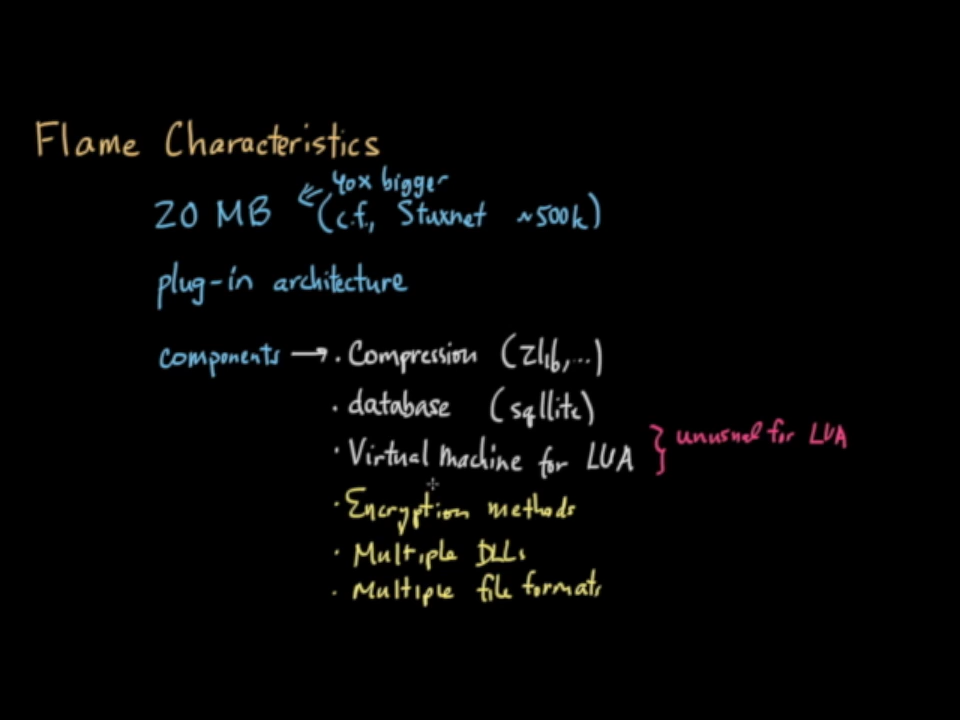 Flame Characteristics
40x bigger
20 MB (c.f., Stuxnet ~500k)
plug-in architecture
components → · Compression (Zlib,...)
· database (sqllite)
· Virtual Machine for LUA } unusual for LUA
· Encryption methods
· Multiple DLLs
· Multiple file formats